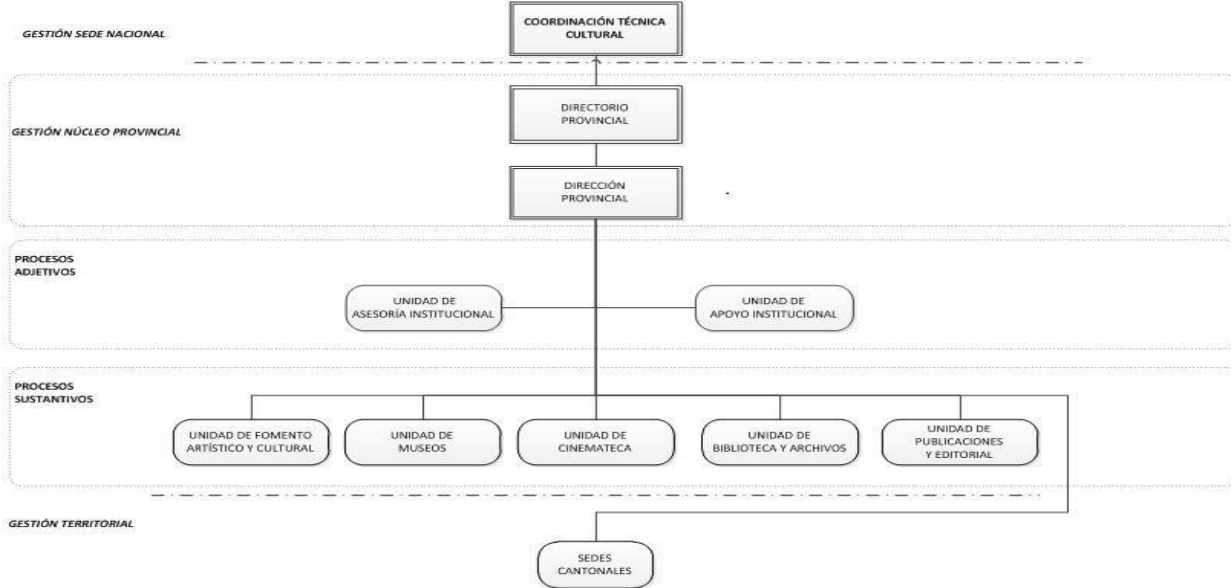 COORDINACIÓN TÉCNICA
CULTURAL
GESTIÓN SEDE NACIONAL
DIRECTORIO
PROVINCIAL
GESTIÓN NÚCLEO PROVINCIAL
DIRECCIÓN
PROVINCIAL
PROCESOS
ADJETIVOS
UNIDAD DE
ASESORÍA INSTITUCIONAL
UNIDAD DE
APOYO INSTITUCIONAL
PROCESOS
SUSTANTIVOS
UNIDAD DE FOMENTO
ARTÍSTICO Y CULTURAL
UNIDAD DE
MUSEOS
UNIDAD DE
CINEMATECA
UNIDAD DE
BIBLIOTECA Y ARCHIVOS
UNIDAD DE
PUBLICACIONES
Y EDITORIAL
GESTIÓN TERRITORIAL
SEDES
CANTONALES